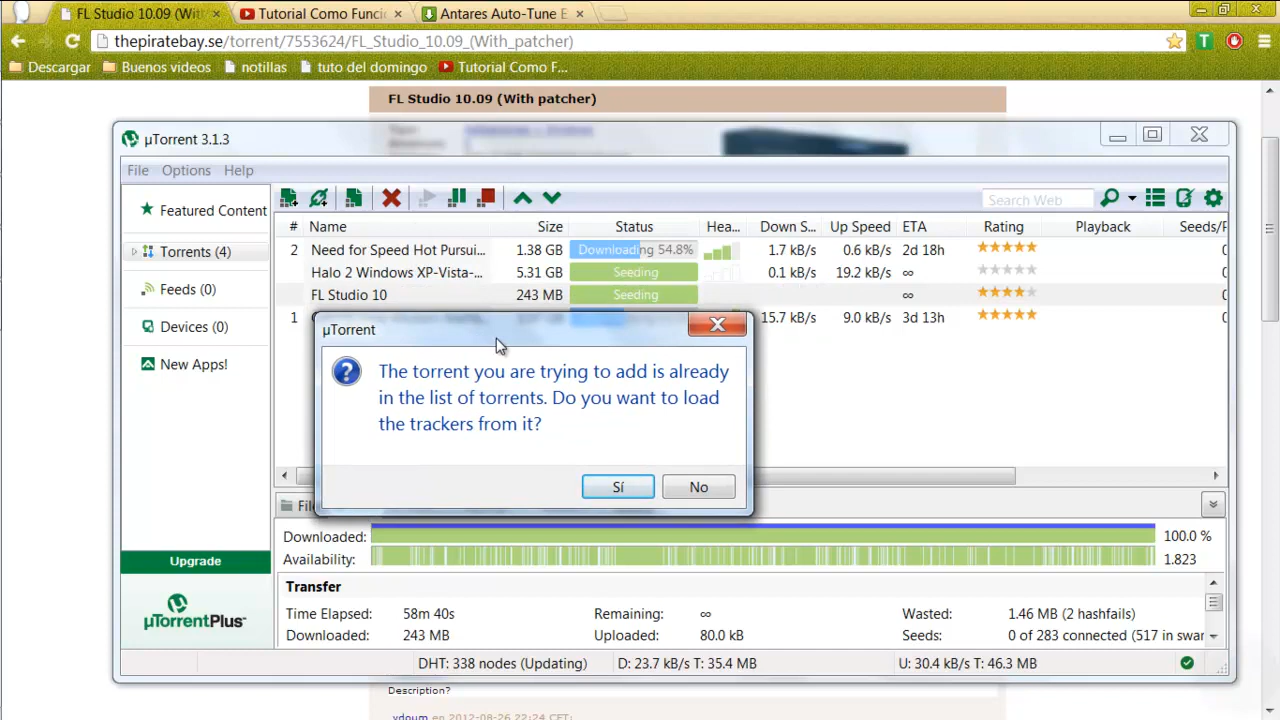 FL Studio 10.09 (Wit
Tutorial Como Funci
Antares Auto-Tune E
thepiratebay.se/torrent/7553624/FL_Studio_10.09_(With_patcher)
Descargar Buenos videos notillas tuto del domingo Tutorial Como F...
FL Studio 10.09 (With patcher)
µTorrent 3.1.3
File Options Help
Search Web
Featured Content
Torrents (4)
Feeds (0)
Devices (0)
New Apps!
Upgrade
µTorrentPlus™
# Name Size Status Hea... Down S... Up Speed ETA Rating Playback Seeds/P
2 Need for Speed Hot Pursui... 1.38 GB Downloading 54.8% 1.7 kB/s 0.6 kB/s 2d 18h
Halo 2 Windows XP-Vista-... 5.31 GB Seeding 0.1 kB/s 19.2 kB/s ∞
FL Studio 10 243 MB Seeding ∞
1 15.7 kB/s 9.0 kB/s 3d 13h
µTorrent
The torrent you are trying to add is already
in the list of torrents. Do you want to load
the trackers from it?
Sí No
Downloaded: 100.0 %
Availability: 1.823
Transfer
Time Elapsed: 58m 40s Remaining: ∞ Wasted: 1.46 MB (2 hashfails)
Downloaded: 243 MB Uploaded: 80.0 kB Seeds: 0 of 283 connected (517 in swar
DHT: 338 nodes (Updating) D: 23.7 kB/s T: 35.4 MB U: 30.4 kB/s T: 46.3 MB
Description?
ydoum en 2012-08-26 22:24 CET: